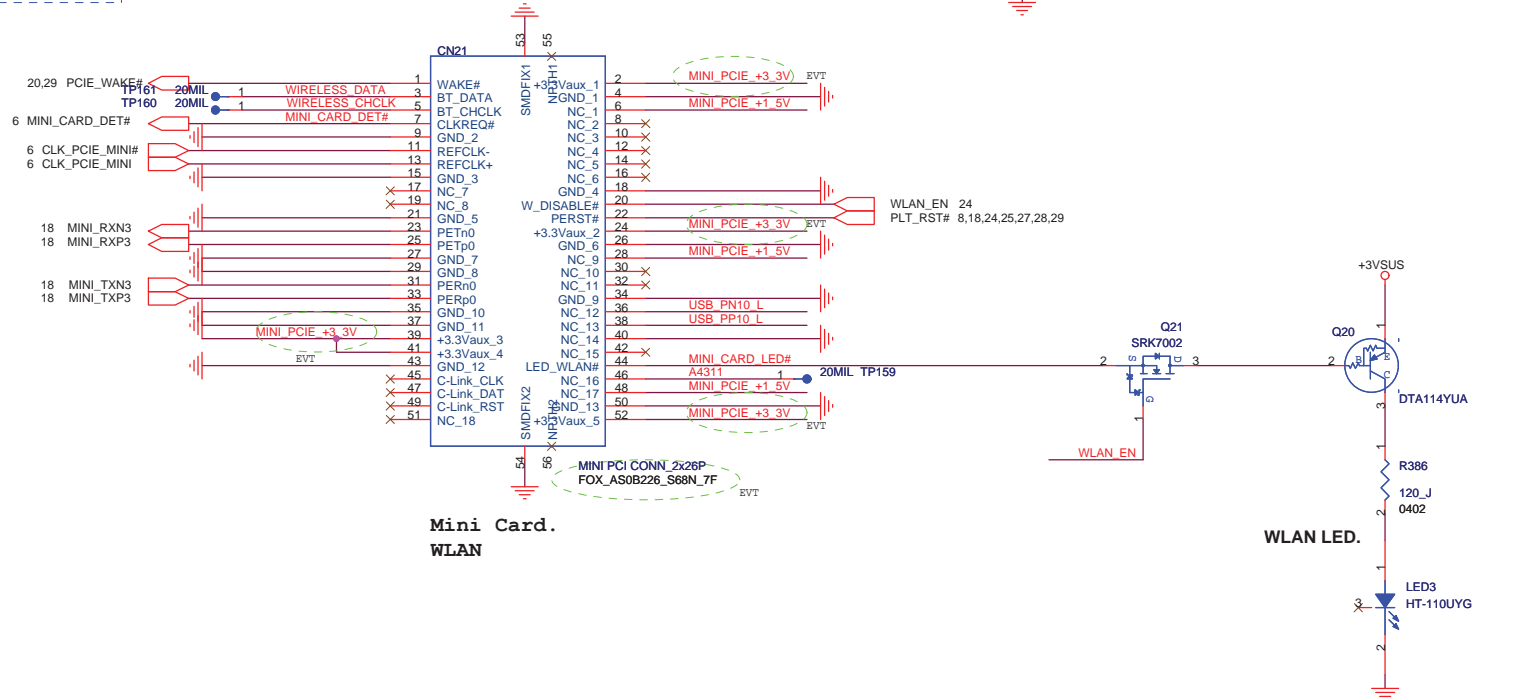 53 55
CN21
20,29 PCIE_WAKE# 1 WAKE# +3.3Vaux_1 2 MINI_PCIE_+3_3V EVT
TP161 20MIL 1 WIRELESS_DATA 3 BT_DATA GND_1 4
TP160 20MIL 1 WIRELESS_CHCLK 5 BT_CHCLK NC_1 6 MINI_PCIE_+1_5V
6 MINI_CARD_DET# MINI_CARD_DET# 7 CLKREQ# NC_2 8
9 GND_2 NC_3 10
6 CLK_PCIE_MINI# 11 REFCLK- NC_4 12
6 CLK_PCIE_MINI 13 REFCLK+ NC_5 14
15 GND_3 NC_6 16
17 NC_7 GND_4 18
19 NC_8 W_DISABLE# 20 WLAN_EN 24
21 GND_5 PERST# 22 PLT_RST# 8,18,24,25,27,28,29
18 MINI_RXN3 23 PETn0 +3.3Vaux_2 24 MINI_PCIE_+3_3V EVT
18 MINI_RXP3 25 PETp0 GND_6 26
27 GND_7 NC_9 28 MINI_PCIE_+1_5V
29 GND_8 NC_10 30
18 MINI_TXN3 31 PERn0 NC_11 32
18 MINI_TXP3 33 PERp0 GND_9 34
35 GND_10 NC_12 36 USB_PN10_L
37 GND_11 NC_13 38 USB_PP10_L
MINI_PCIE_+3_3V 39 +3.3Vaux_3 NC_14 40
EVT 41 +3.3Vaux_4 NC_15 42
43 GND_12 LED_WLAN# 44 MINI_CARD_LED#
45 C-Link_CLK NC_16 46 A4311 1 20MIL TP159
47 C-Link_DAT NC_17 48 MINI_PCIE_+1_5V
49 C-Link_RST GND_13 50
51 NC_18 +3.3Vaux_5 52 MINI_PCIE_+3_3V EVT
SMDFIX1 NPTH1
SMDFIX2 NPTH2
54 56
MINI PCI CONN_2x26P
FOX_AS0B226_S68N_7F
EVT
Mini Card.
WLAN
Q21
SRK7002
2 S D 3
G
1
WLAN_EN
+3VSUS
1
Q20
2 B E
C
DTA114YUA
3
1
R386
120_J
0402
2
WLAN LED.
1
LED3
HT-110UYG
3
2